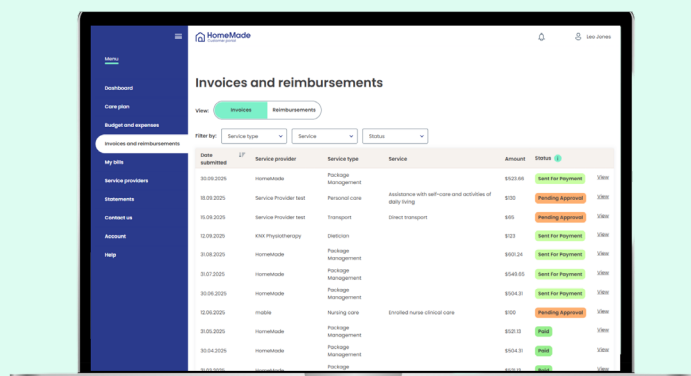 HomeMade
Customer portal
Leo Jones
Menu
Dashboard
Care plan
Budget and expenses
Invoices and reimbursements
My bills
Service providers
Statements
Contact us
Account
Help
Invoices and reimbursements
View: Invoices Reimbursements
Filter by: Service type Service Status
Date submitted Service provider Service type Service Amount Status
30.09.2025 HomeMade Package Management $523.66 Sent For Payment View
18.09.2025 Service Provider test Personal care Assistance with self-care and activities of daily living $130 Pending Approval View
15.09.2025 Service Provider test Transport Direct transport $65 Pending Approval View
12.09.2025 KNX Physiotherapy Dietician $123 Sent For Payment View
31.08.2025 HomeMade Package Management $601.24 Sent For Payment View
31.07.2025 HomeMade Package Management $549.65 Sent For Payment View
30.06.2025 HomeMade Package Management $504.31 Sent For Payment View
12.06.2025 mable Nursing care Enrolled nurse clinical care $100 Pending Approval View
31.05.2025 HomeMade Package Management $521.13 Paid View
30.04.2025 HomeMade Package Management $504.31 Paid View
HomeMade Package Paid View